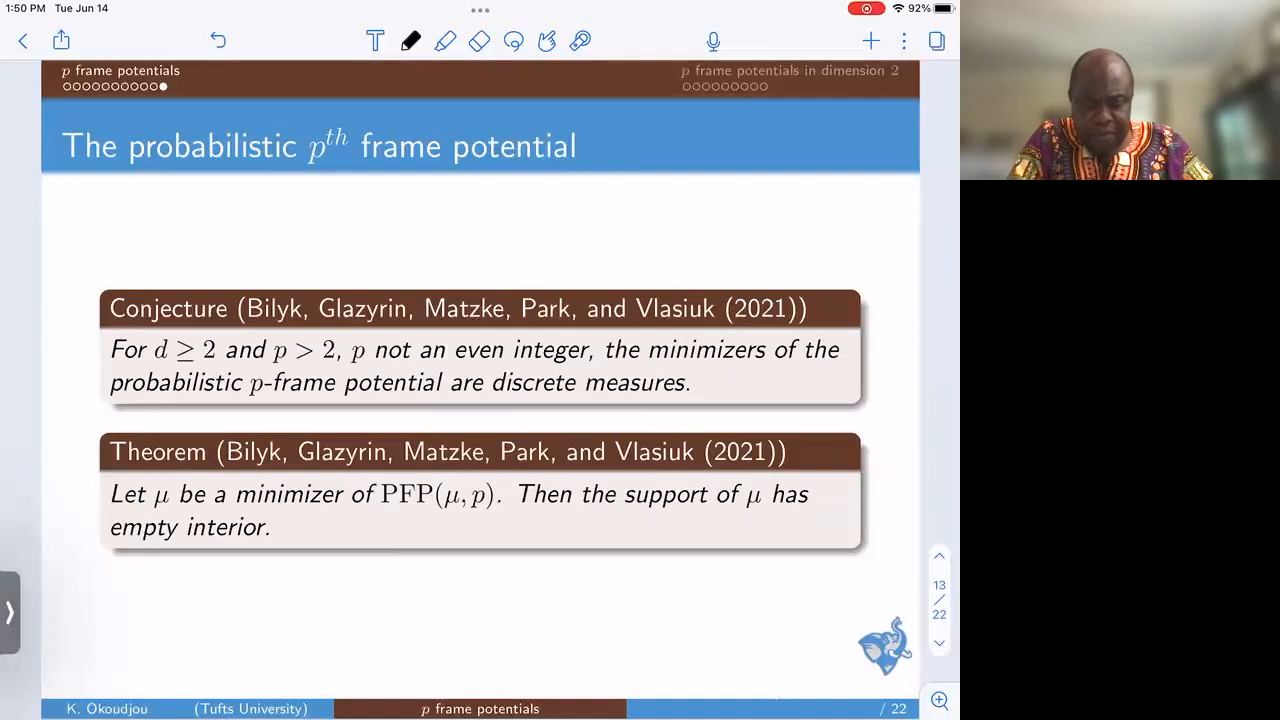 1:50 PM Tue Jun 14
92%
p frame potentials
p frame potentials in dimension 2
The probabilistic pᵗʰ frame potential
Conjecture (Bilyk, Glazyrin, Matzke, Park, and Vlasiuk (2021))
For d ≥ 2 and p > 2, p not an even integer, the minimizers of the
probabilistic p-frame potential are discrete measures.
Theorem (Bilyk, Glazyrin, Matzke, Park, and Vlasiuk (2021))
Let μ be a minimizer of PFP(μ, p). Then the support of μ has
empty interior.
13
/
22
K. Okoudjou (Tufts University)
p frame potentials
/ 22